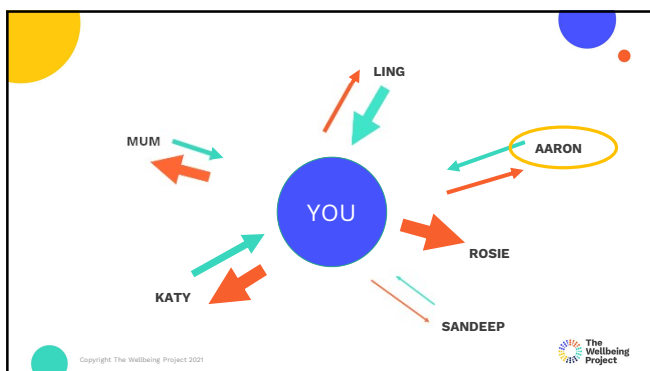 LING
MUM
AARON
YOU
ROSIE
KATY
SANDEEP
Copyright The Wellbeing Project 2021
The
Wellbeing
Project